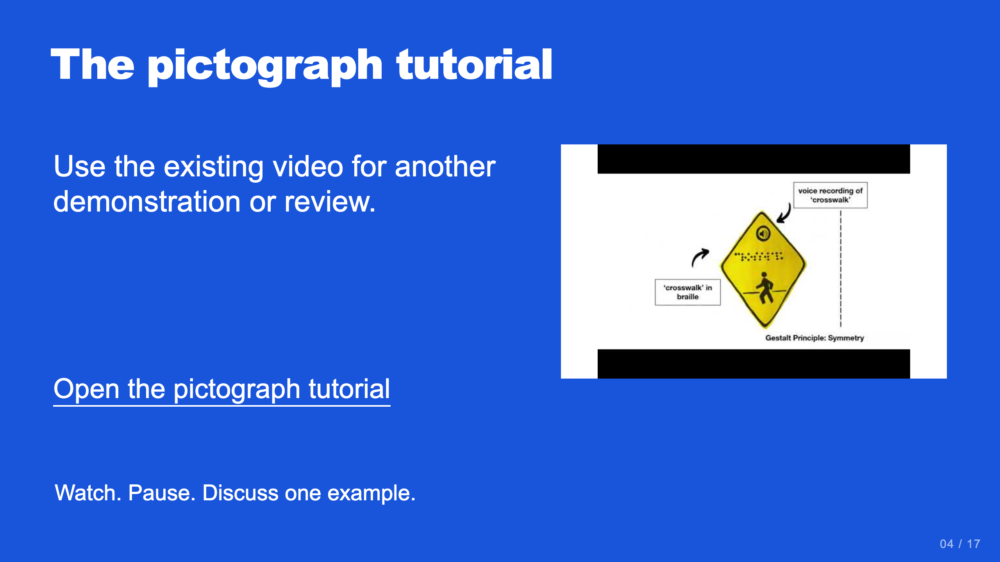 The pictograph tutorial
Use the existing video for another
demonstration or review.
voice recording of
‘crosswalk’
‘crosswalk’ in
braille
Gestalt Principle: Symmetry
Open the pictograph tutorial
Watch. Pause. Discuss one example.
04 / 17